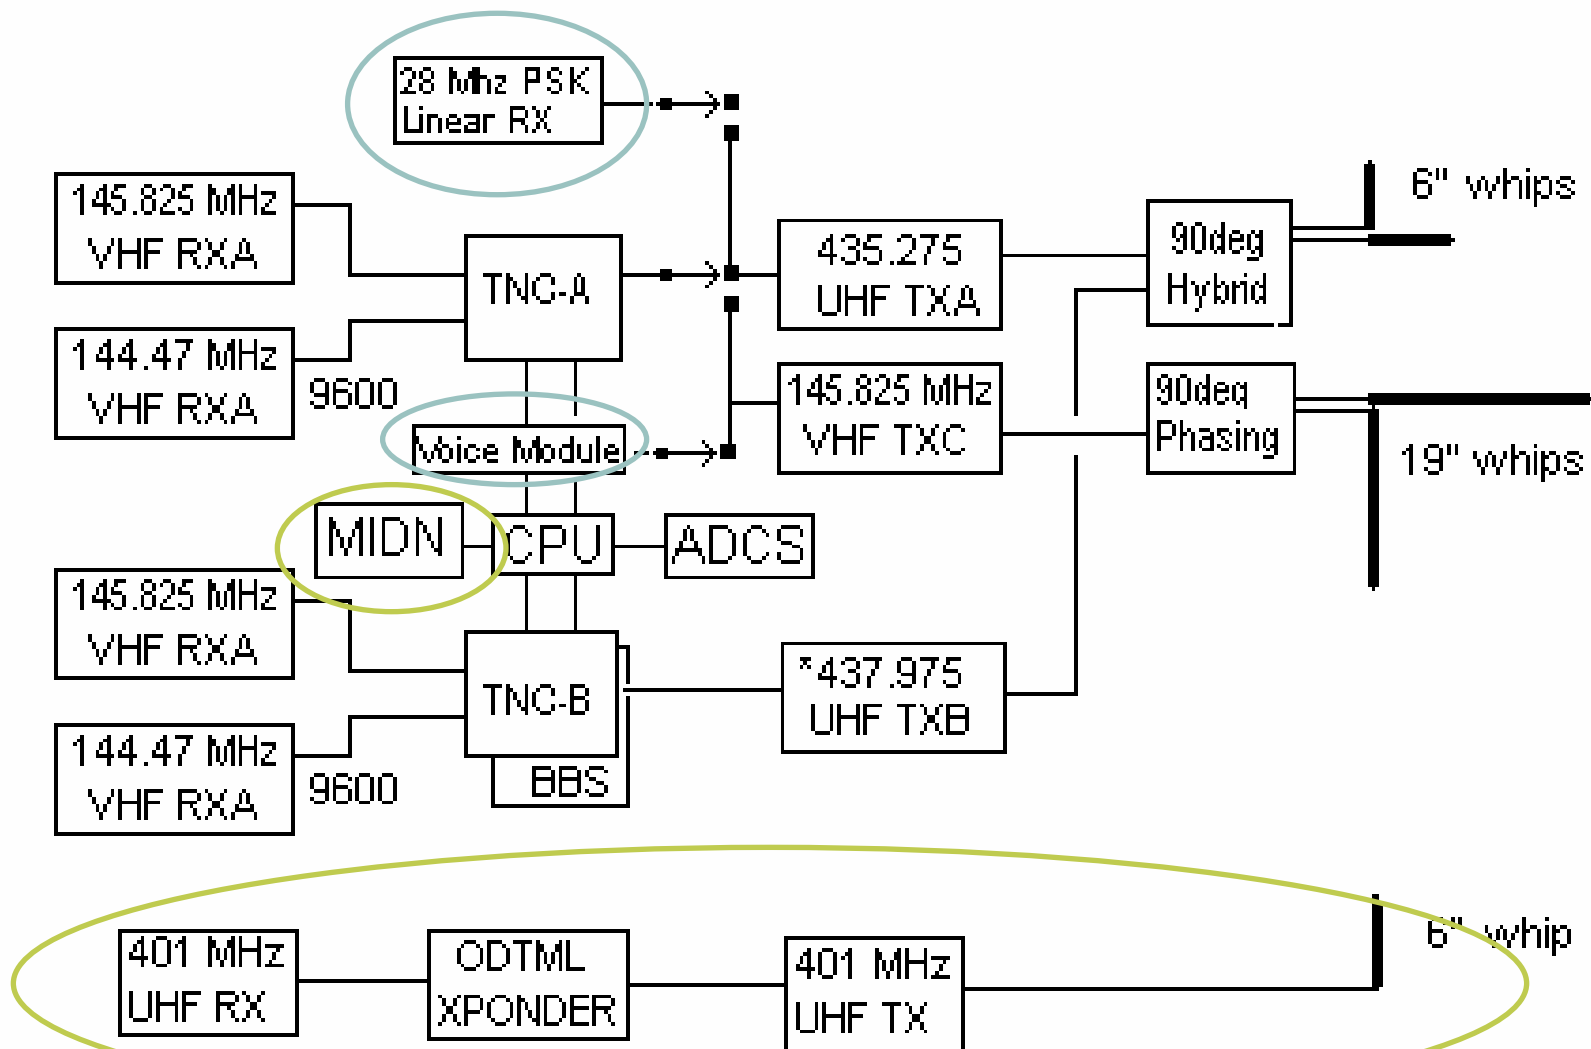 28 Mhz PSK
Linear RX
145.825 MHz
VHF RXA
6" whips
TNC-A
435.275
UHF TXA
90deg
Hybrid
144.47 MHz
VHF RXA
9600
145.825 MHz
VHF TXC
90deg
Phasing
Voice Module
19" whips
MIDN
CPU
ADCS
145.825 MHz
VHF RXA
TNC-B
*437.975
UHF TXB
144.47 MHz
VHF RXA
9600
BBS
401 MHz
UHF RX
ODTML
XPONDER
401 MHz
UHF TX
6" whip